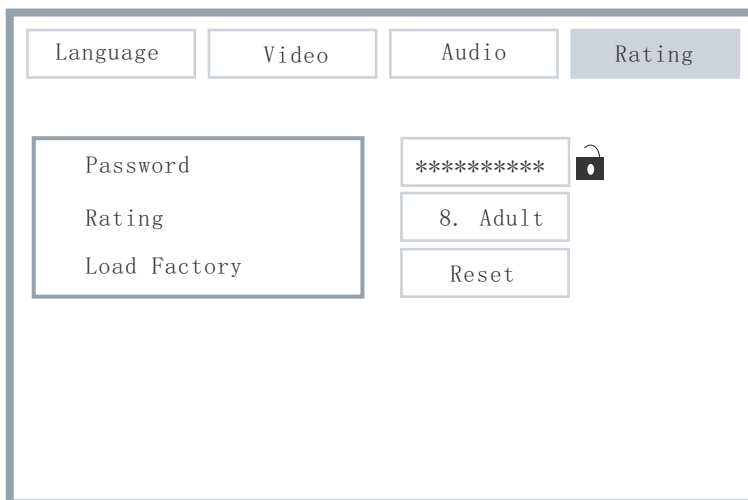 Language Video Audio Rating
Password **********
Rating 8. Adult
Load Factory Reset